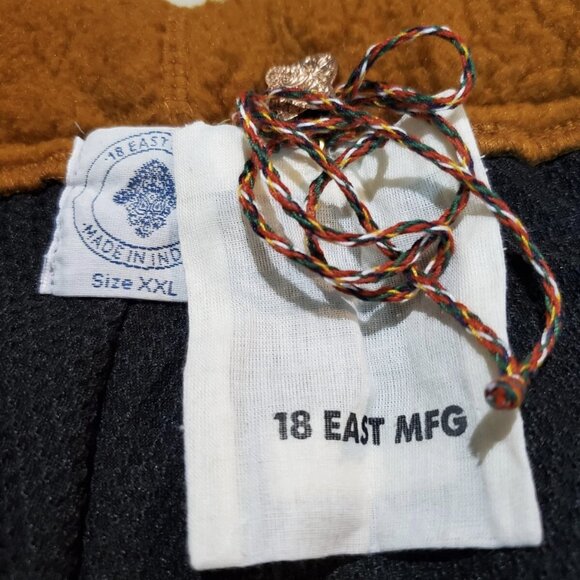 18 EAST
MADE IN IND
Size XXL
18 EAST MFG